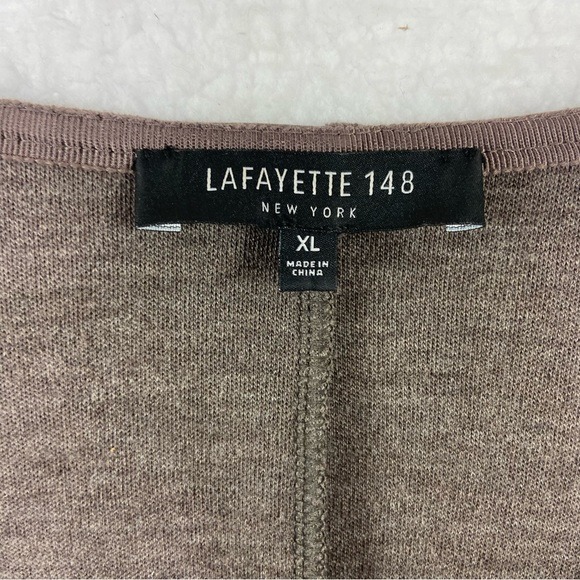 LAFAYETTE 148
NEW YORK
XL
MADE IN
CHINA